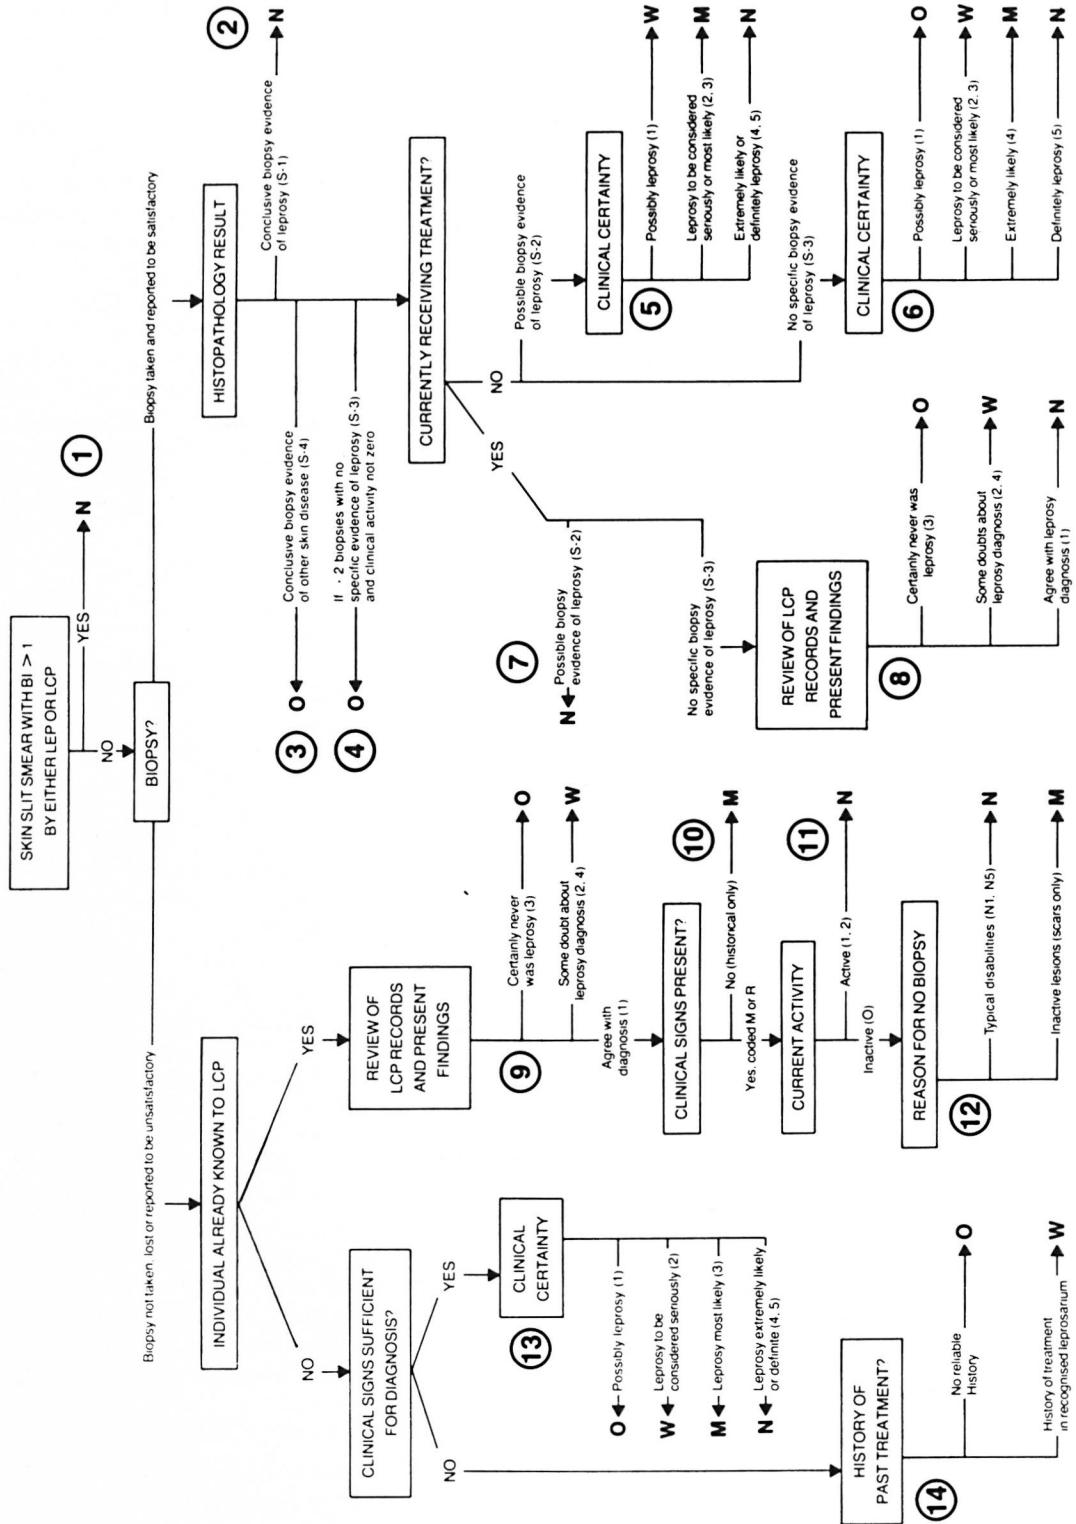 SKIN SLIT SMEAR WITH BI > 1
BY EITHER LEP OR LCP
YES
N
1
NO
BIOPSY?
Biopsy not taken, lost or reported to be unsatisfactory
Biopsy taken and reported to be satisfactory
INDIVIDUAL ALREADY KNOWN TO LCP
NO
YES
CLINICAL SIGNS SUFFICIENT
FOR DIAGNOSIS?
NO
YES
13
CLINICAL
CERTAINTY
O
Possibly leprosy (1)
W
Leprosy to be
considered seriously (2)
M
Leprosy most likely (3)
N
Leprosy extremely likely
or definite (4, 5)
14
HISTORY OF
PAST TREATMENT?
No reliable
History
O
History of treatment
in recognised leprosarium
W
REVIEW OF
LCP RECORDS
AND PRESENT
FINDINGS
9
Certainly never
was leprosy (3)
O
Some doubt about
leprosy diagnosis (2, 4)
W
Agree with
diagnosis (1)
CLINICAL SIGNS PRESENT?
10
No (historical only)
M
Yes, coded M or R
CURRENT ACTIVITY
11
Active (1, 2)
N
Inactive (O)
REASON FOR NO BIOPSY
12
Typical disabilities (N1, N5)
N
Inactive lesions (scars only)
M
HISTOPATHOLOGY RESULT
2
Conclusive biopsy evidence
of leprosy (S-1)
N
3
O
Conclusive biopsy evidence
of other skin disease (S-4)
4
O
If - 2 biopsies with no
specific evidence of leprosy (S-3)
and clinical activity not zero
CURRENTLY RECEIVING TREATMENT?
YES
NO
7
N
Possible biopsy
evidence of leprosy (S-2)
No specific biopsy
evidence of leprosy (S-3)
REVIEW OF LCP
RECORDS AND
PRESENT FINDINGS
8
Certainly never was
leprosy (3)
O
Some doubts about
leprosy diagnosis (2, 4)
W
Agree with leprosy
diagnosis (1)
N
Possible biopsy evidence
of leprosy (S-2)
CLINICAL CERTAINTY
5
Possibly leprosy (1)
W
Leprosy to be considered
seriously or most likely (2, 3)
M
Extremely likely or
definitely leprosy (4, 5)
N
No specific biopsy evidence
of leprosy (S-3)
CLINICAL CERTAINTY
6
Possibly leprosy (1)
O
Leprosy to be considered
seriously or most likely (2, 3)
W
Extremely likely (4)
M
Definitely leprosy (5)
N